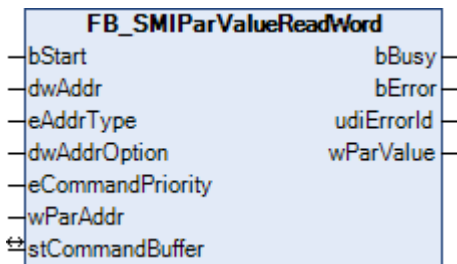 FB_SMIParValueReadWord
bStart bBusy
dwAddr bError
eAddrType udiErrorId
dwAddrOption wParValue
eCommandPriority
wParAddr
stCommandBuffer